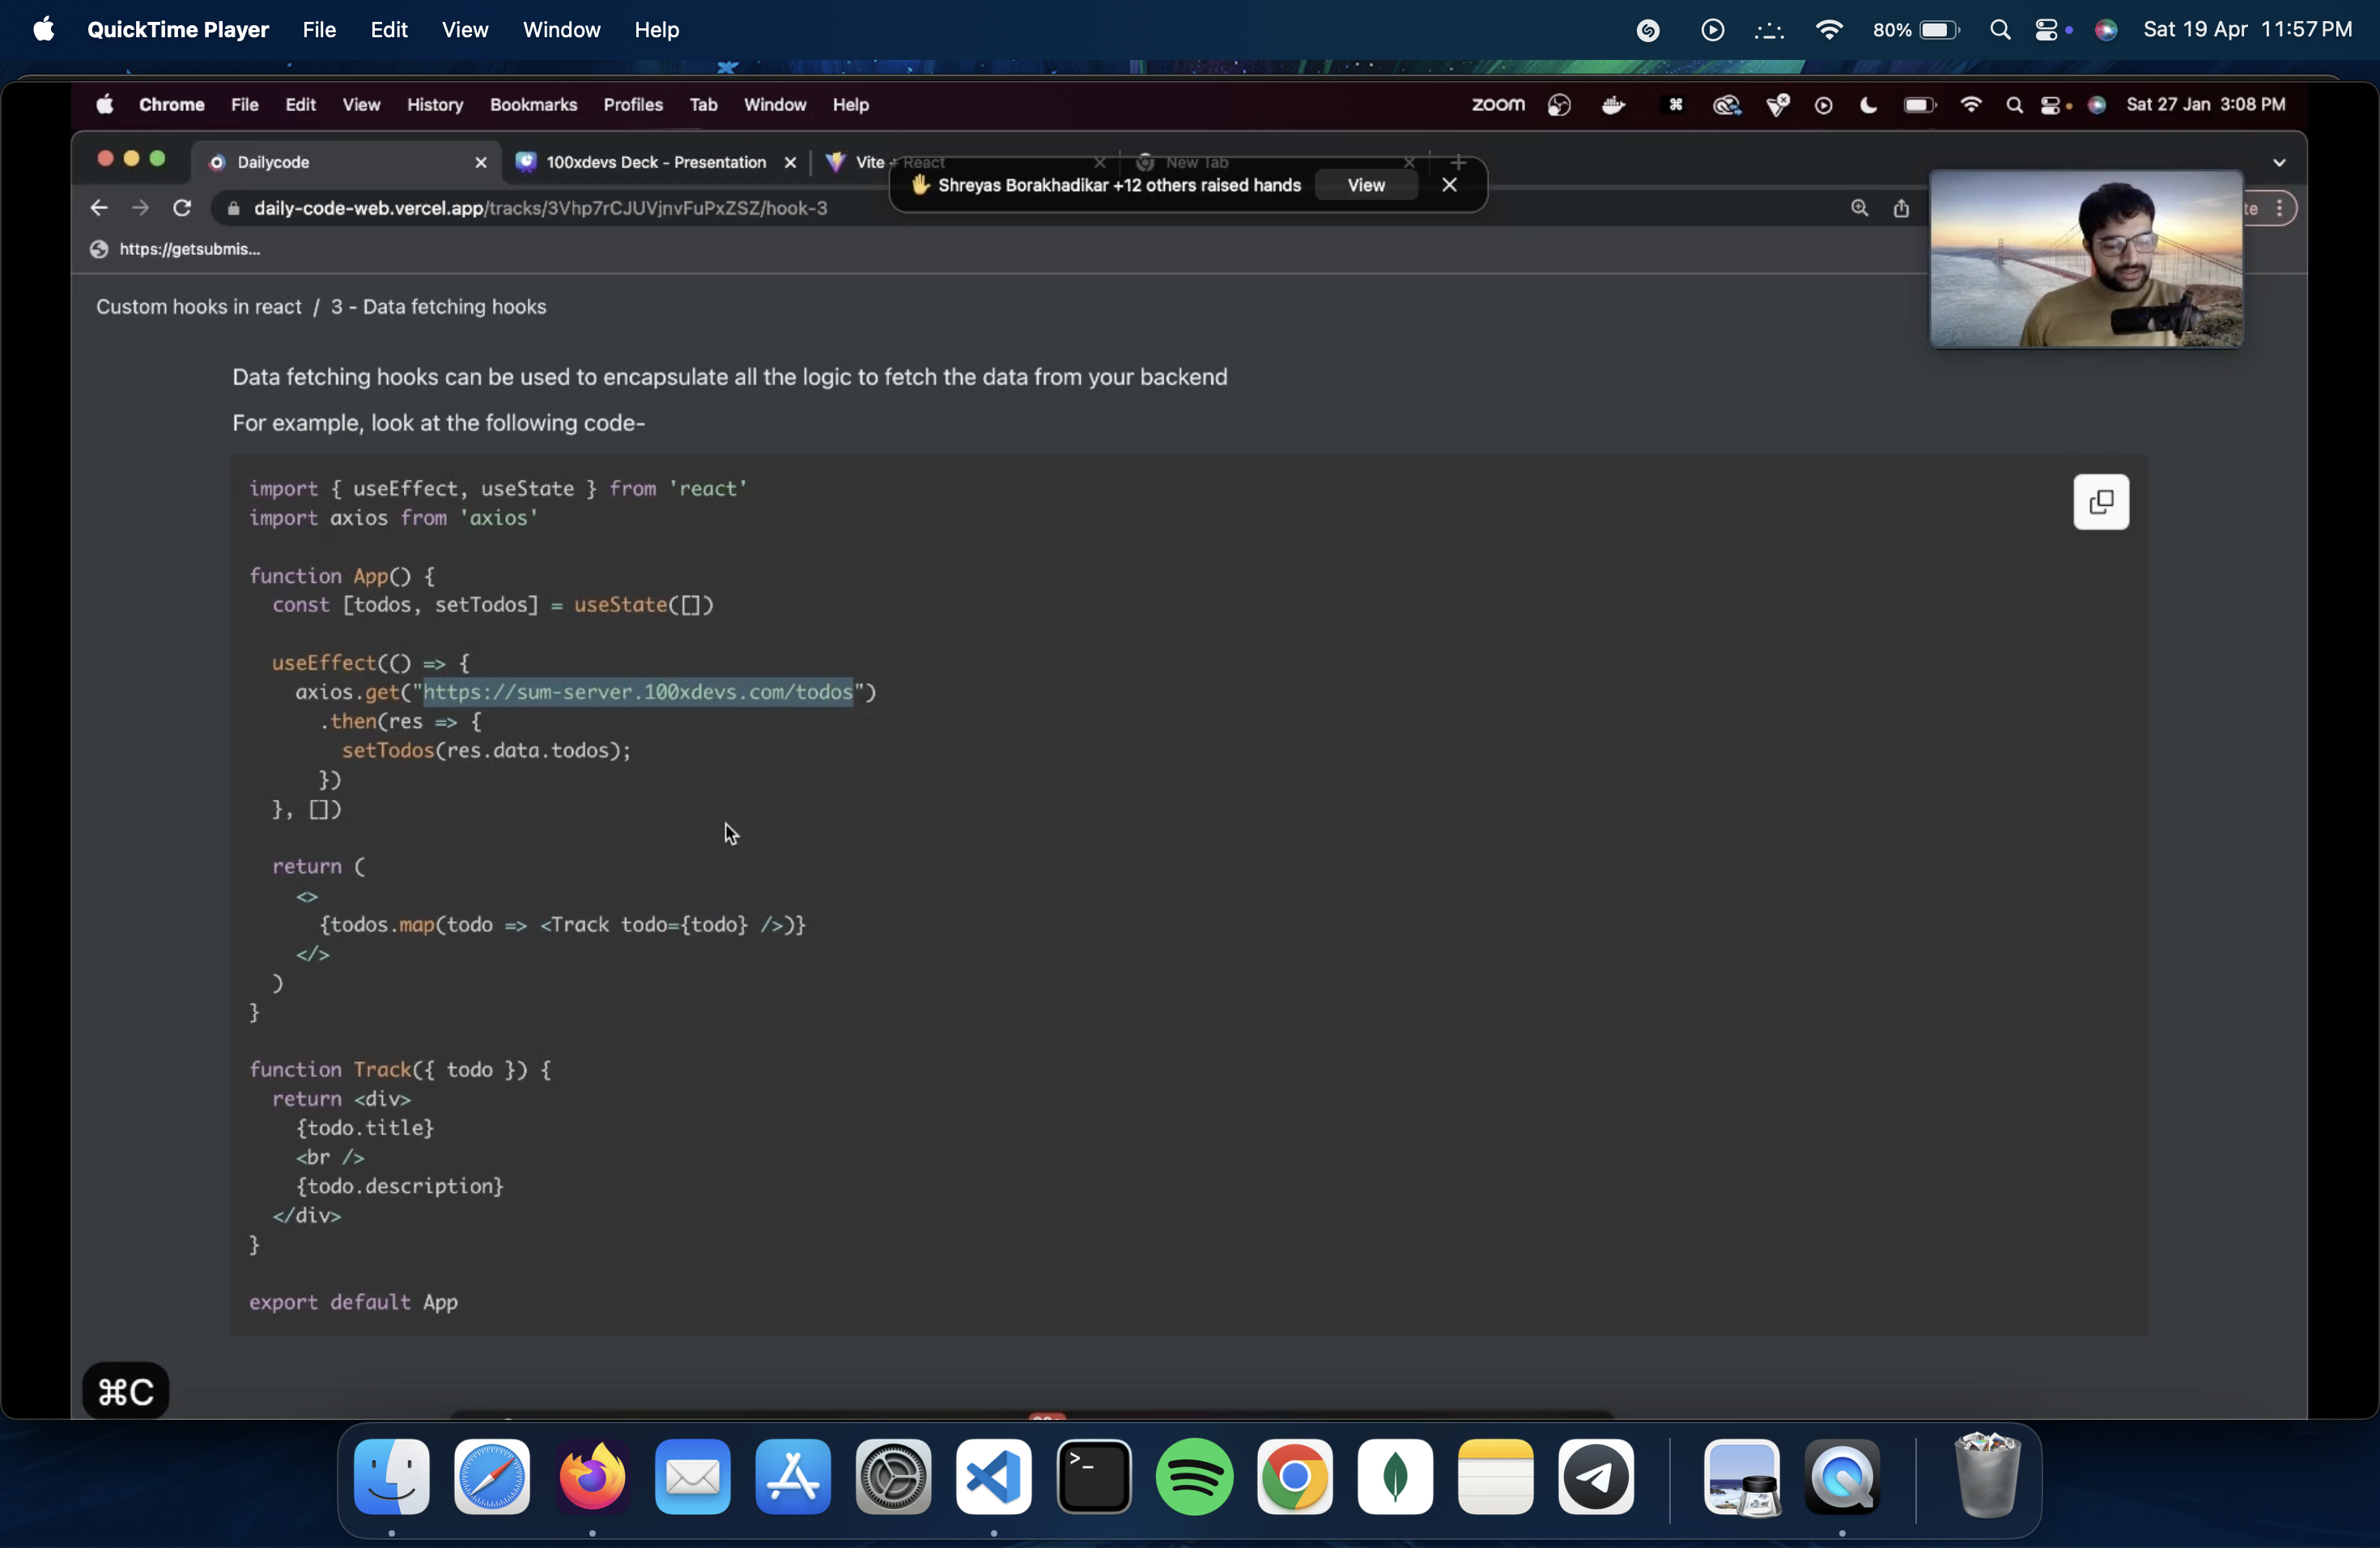 QuickTime Player File Edit View Window Help 80% Sat 19 Apr 11:57 PM
Chrome File Edit View History Bookmarks Profiles Tab Window Help zoom Sat 27 Jan 3:08 PM
Dailycode 100xdevs Deck - Presentation Vite + React New Tab
✋ Shreyas Borakhadikar +12 others raised hands View
daily-code-web.vercel.app/tracks/3Vhp7rCJUVjnvFuPxZSZ/hook-3
https://getsubmis...
Custom hooks in react / 3 - Data fetching hooks
Data fetching hooks can be used to encapsulate all the logic to fetch the data from your backend
For example, look at the following code-
import { useEffect, useState } from 'react'
import axios from 'axios'
function App() {
const [todos, setTodos] = useState([])
useEffect(() => {
axios.get("https://sum-server.100xdevs.com/todos")
.then(res => {
setTodos(res.data.todos);
})
}, [])
return (
<>
{todos.map(todo => <Track todo={todo} />)}
</>
)
}
function Track({ todo }) {
return <div>
{todo.title}
<br />
{todo.description}
</div>
}
export default App
⌘C